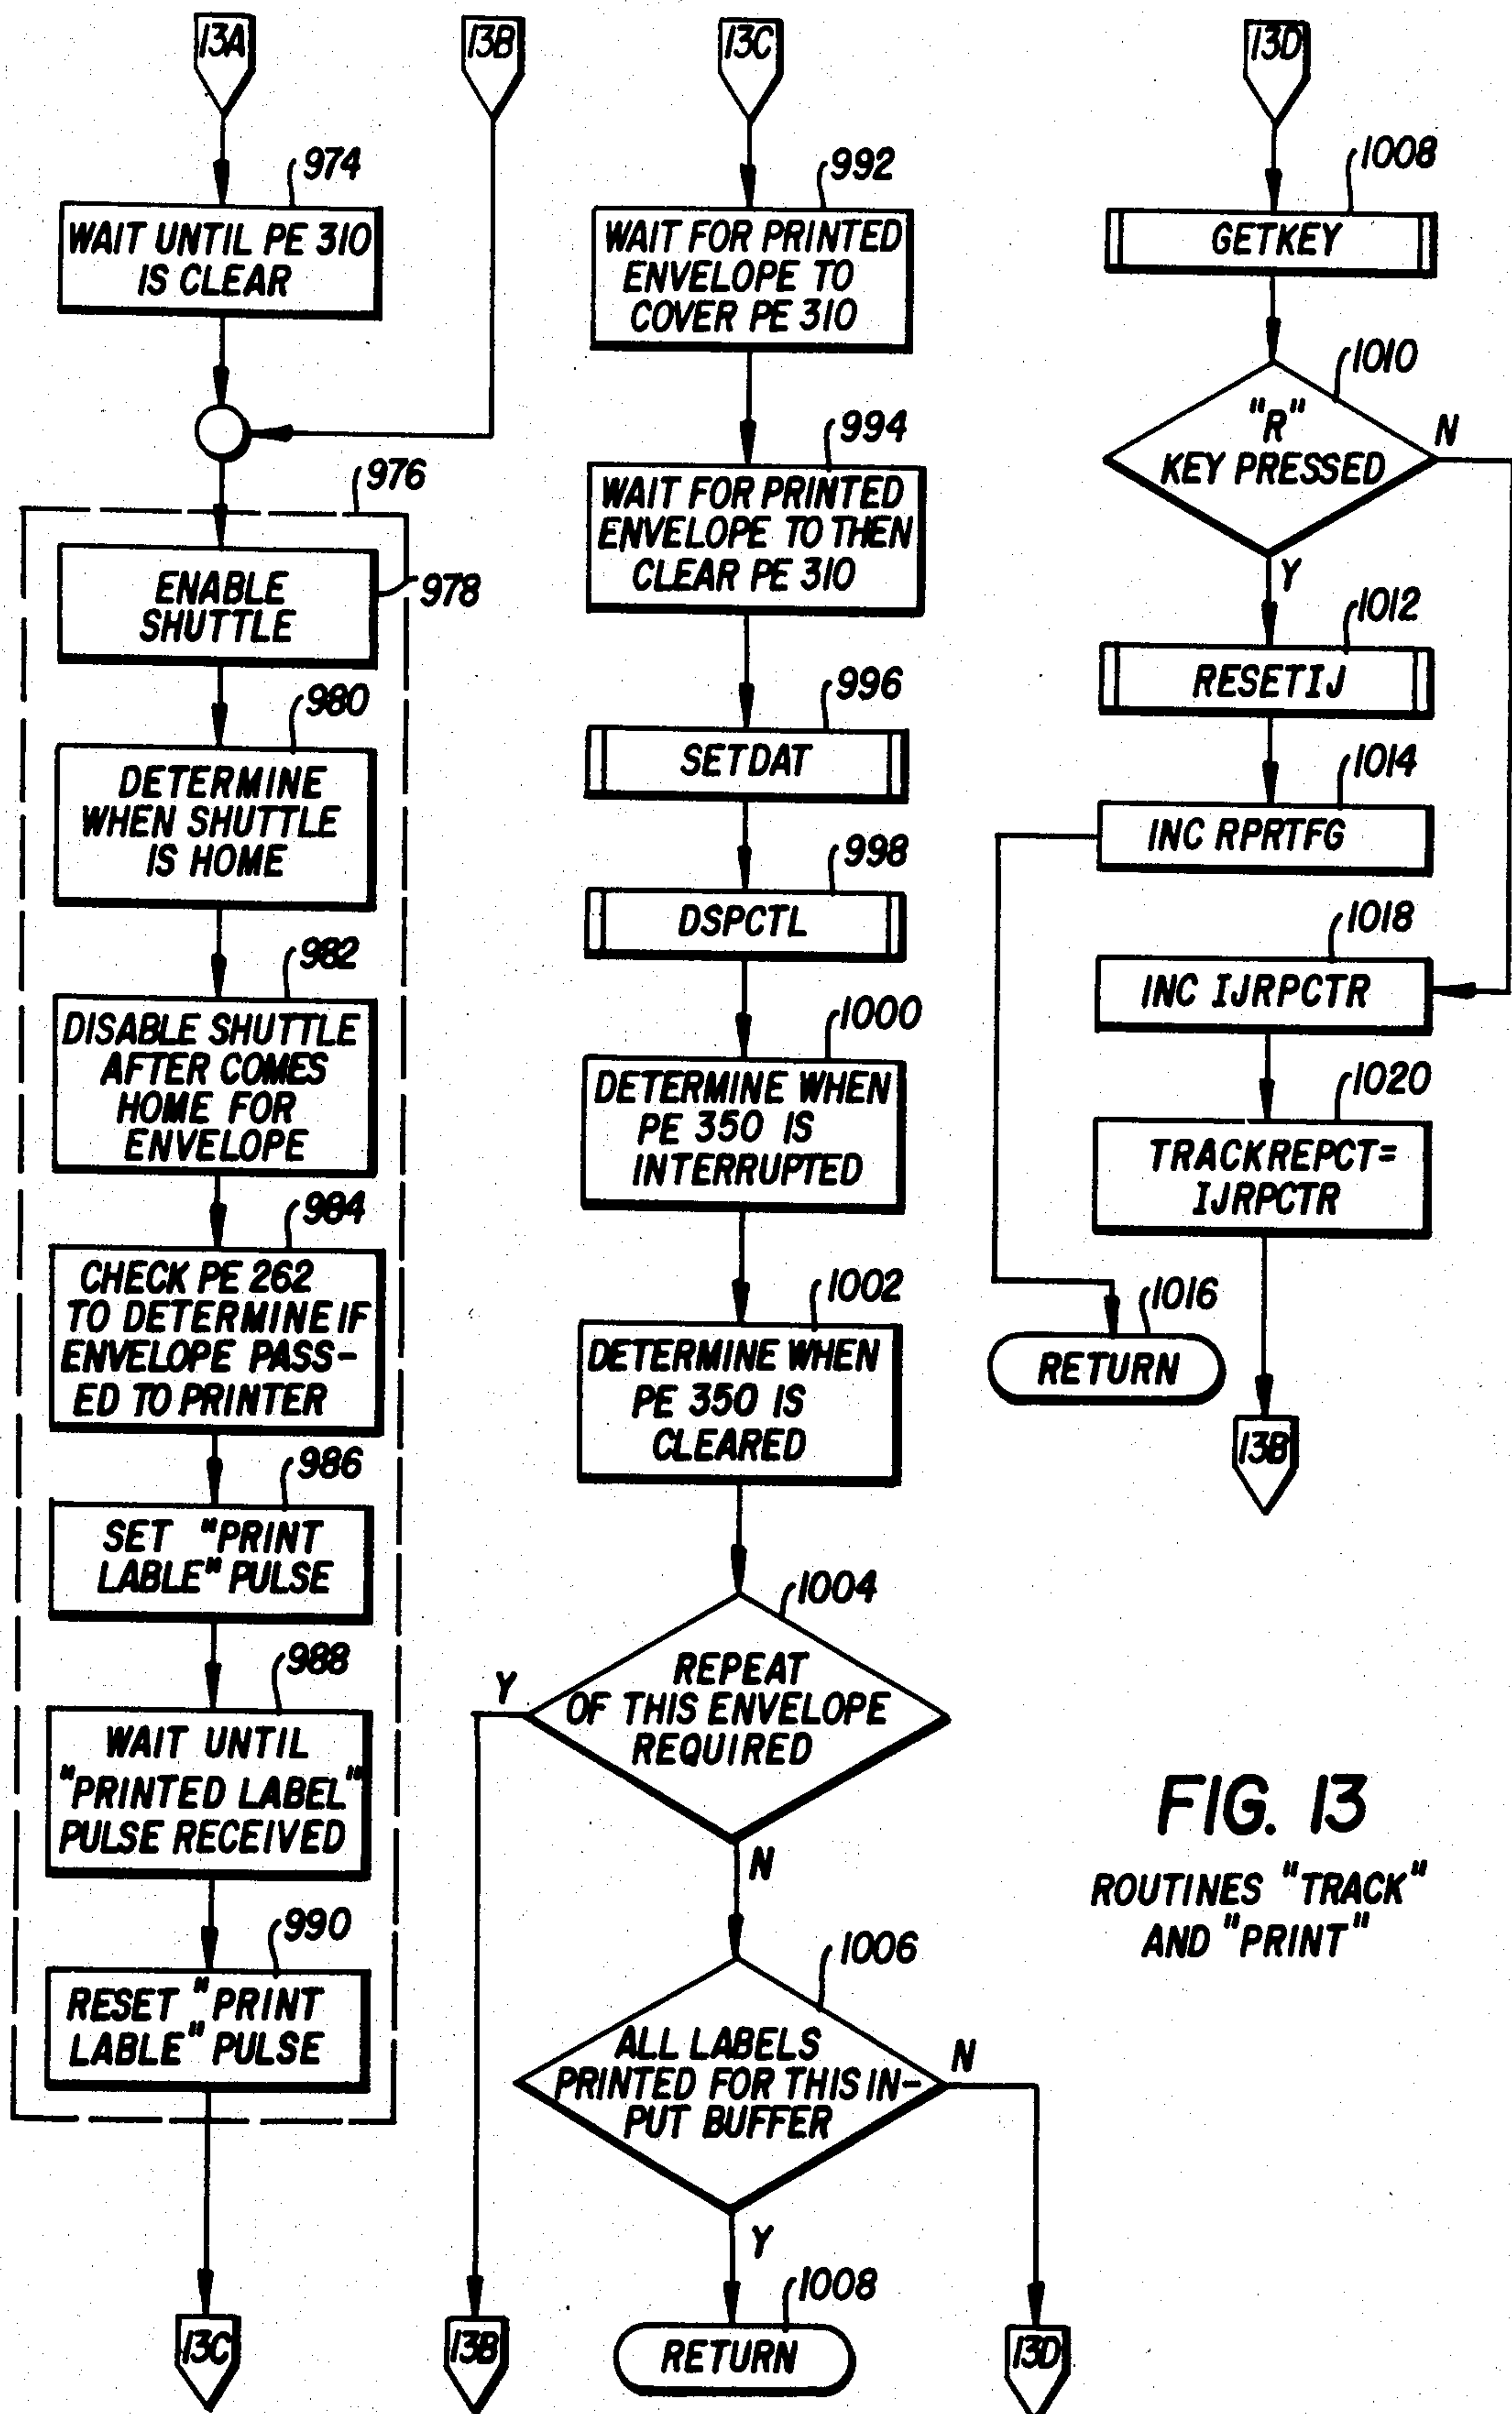 13A
974
WAIT UNTIL PE 310
IS CLEAR
13B
976
ENABLE
SHUTTLE
978
980
DETERMINE
WHEN SHUTTLE
IS HOME
982
DISABLE SHUTTLE
AFTER COMES
HOME FOR
ENVELOPE
984
CHECK PE 262
TO DETERMINE IF
ENVELOPE PASS-
ED TO PRINTER
986
SET "PRINT
LABLE" PULSE
988
WAIT UNTIL
"PRINTED LABEL"
PULSE RECEIVED
990
RESET "PRINT
LABLE" PULSE
13C
13C
992
WAIT FOR PRINTED
ENVELOPE TO
COVER PE 310
994
WAIT FOR PRINTED
ENVELOPE TO THEN
CLEAR PE 310
996
SETDAT
998
DSPCTL
1000
DETERMINE WHEN
PE 350 IS
INTERRUPTED
1002
DETERMINE WHEN
PE 350 IS
CLEARED
1004
REPEAT
OF THIS ENVELOPE
REQUIRED
Y
N
13B
1006
ALL LABELS
PRINTED FOR THIS IN-
PUT BUFFER
N
Y
1008
RETURN
13D
13D
1008
GETKEY
1010
"R"
KEY PRESSED
N
Y
1012
RESETIJ
1014
INC RPRTFG
1018
INC IJRPCTR
1020
TRACKREPCT=
IJRPCTR
1016
RETURN
13B
FIG. 13
ROUTINES "TRACK"
AND "PRINT"